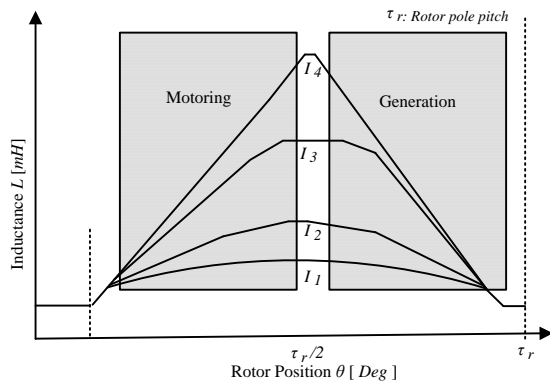 τ r: Rotor pole pitch
I 4
Motoring
Generation
I 3
I 2
I 1
Inductance L [mH]
τ r/2
τ r
Rotor Position θ [ Deg ]